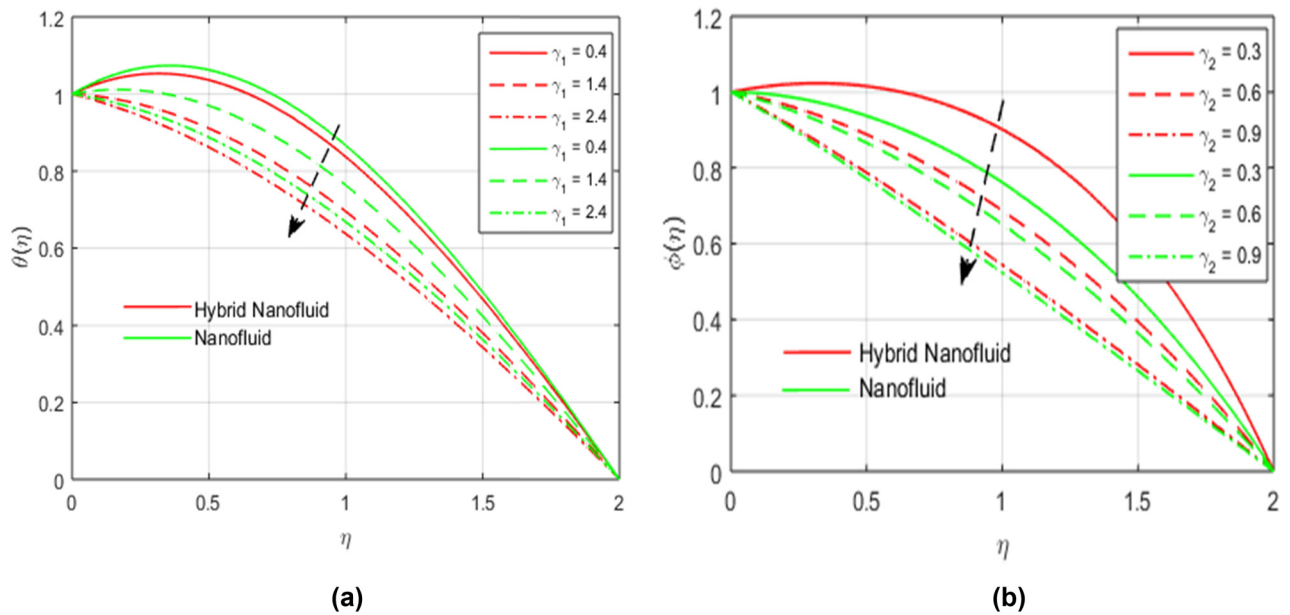 1.2
1
0.8
0.6
0.4
0.2
0
0
0.5
1
1.5
2
θ(η)
η
γ₁ = 0.4
γ₁ = 1.4
γ₁ = 2.4
γ₁ = 0.4
γ₁ = 1.4
γ₁ = 2.4
Hybrid Nanofluid
Nanofluid
(a)
1.2
1
0.8
0.6
0.4
0.2
0
0
0.5
1
1.5
2
ϕ(η)
η
γ₂ = 0.3
γ₂ = 0.6
γ₂ = 0.9
γ₂ = 0.3
γ₂ = 0.6
γ₂ = 0.9
Hybrid Nanofluid
Nanofluid
(b)